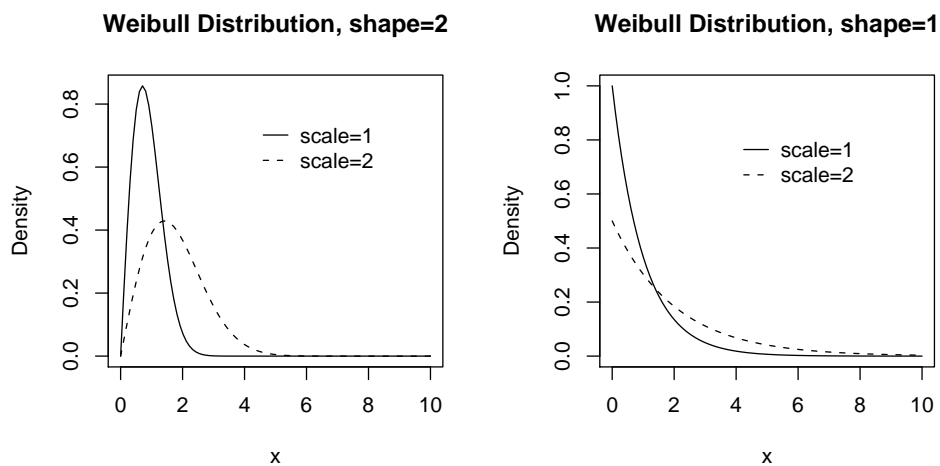 Weibull Distribution, shape=2
Density
0.0 0.2 0.4 0.6 0.8
scale=1
scale=2
0 2 4 6 8 10
x
Weibull Distribution, shape=1
Density
0.0 0.2 0.4 0.6 0.8 1.0
scale=1
scale=2
0 2 4 6 8 10
x